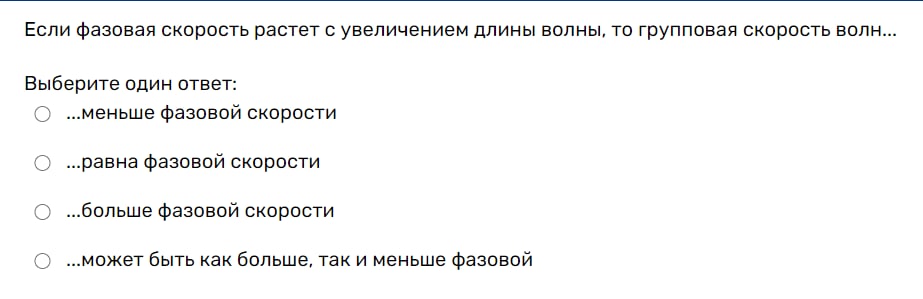 Если фазовая скорость растет с увеличением длины волны, то групповая скорость волн...
Выберите один ответ:
...меньше фазовой скорости
...равна фазовой скорости
...больше фазовой скорости
...может быть как больше, так и меньше фазовой